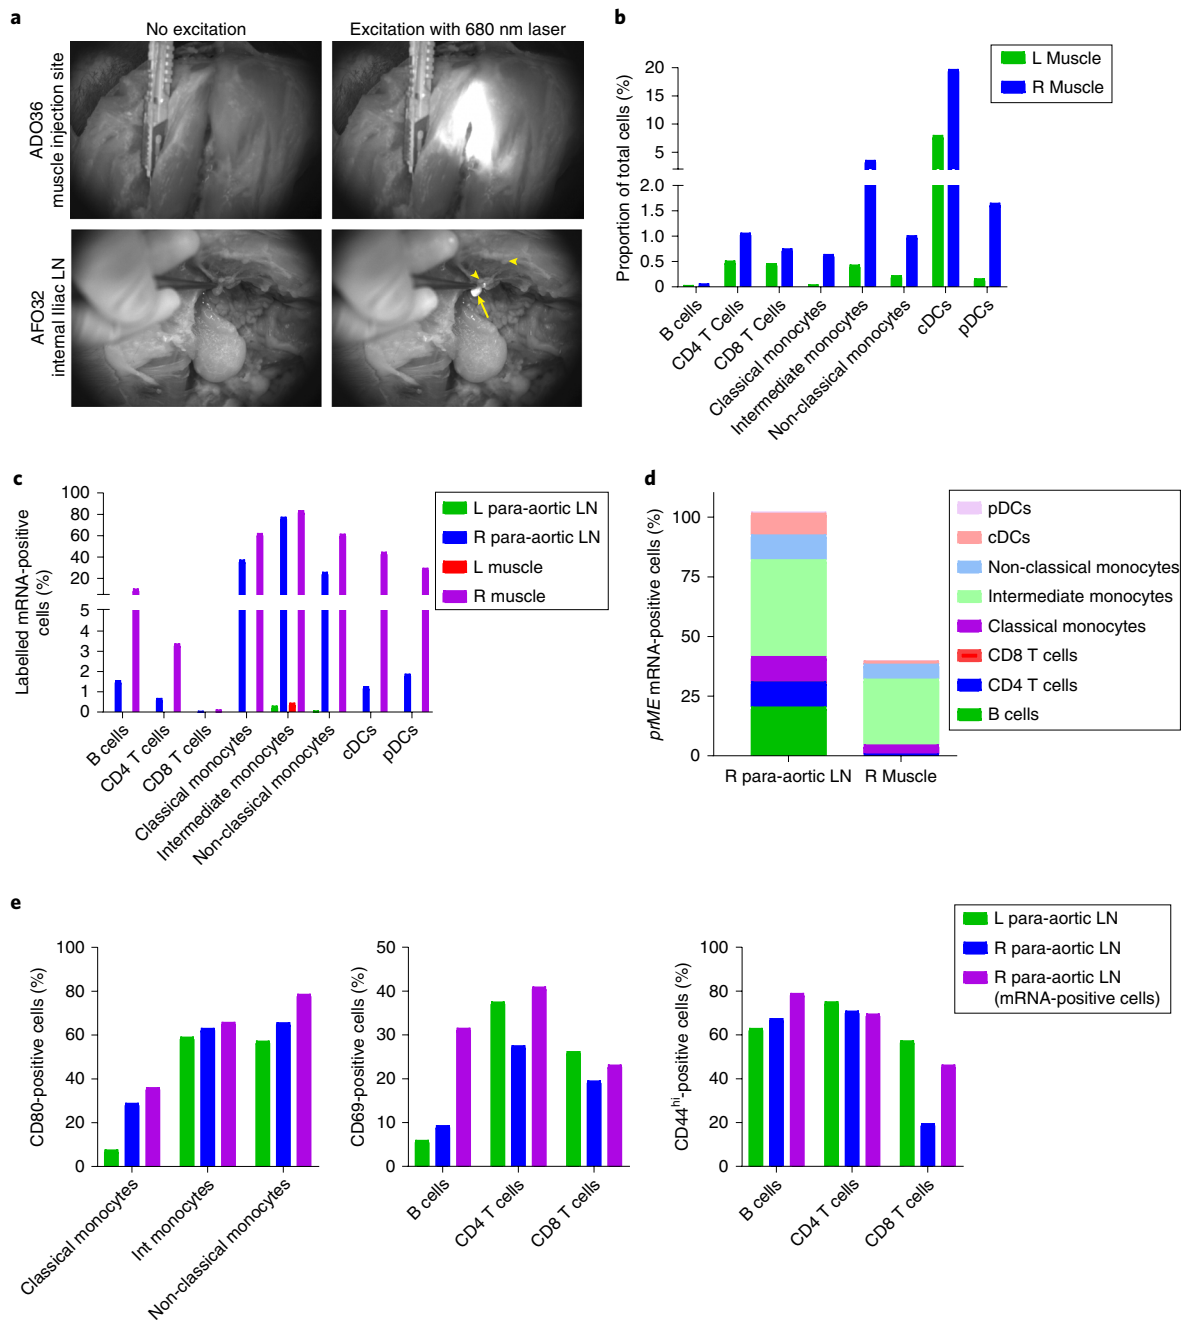 a
No excitation
Excitation with 680 nm laser
ADO36
muscle injection site
AFO32
internal Iliac LN
b
L Muscle
R Muscle
Proportion of total cells (%)
20
15
10
5
2.0
1.5
1.0
0.5
0
B cells
CD4 T Cells
CD8 T Cells
Classical monocytes
Intermediate monocytes
Non-classical monocytes
cDCs
pDCs
c
L para-aortic LN
R para-aortic LN
L muscle
R muscle
Labelled mRNA-positive
cells (%)
100
80
60
40
20
5
4
3
2
1
0
B cells
CD4 T cells
CD8 T cells
Classical monocytes
Intermediate monocytes
Non-classical monocytes
cDCs
pDCs
d
prME mRNA-positive cells (%)
100
75
50
25
0
R para-aortic LN
R Muscle
pDCs
cDCs
Non-classical monocytes
Intermediate monocytes
Classical monocytes
CD8 T cells
CD4 T cells
B cells
e
L para-aortic LN
R para-aortic LN
R para-aortic LN
(mRNA-positive cells)
CD80-positive cells (%)
100
80
60
40
20
0
Classical monocytes
Int monocytes
Non-classical monocytes
CD69-positive cells (%)
50
40
30
20
10
0
B cells
CD4 T cells
CD8 T cells
CD44hi-positive cells (%)
100
80
60
40
20
0
B cells
CD4 T cells
CD8 T cells